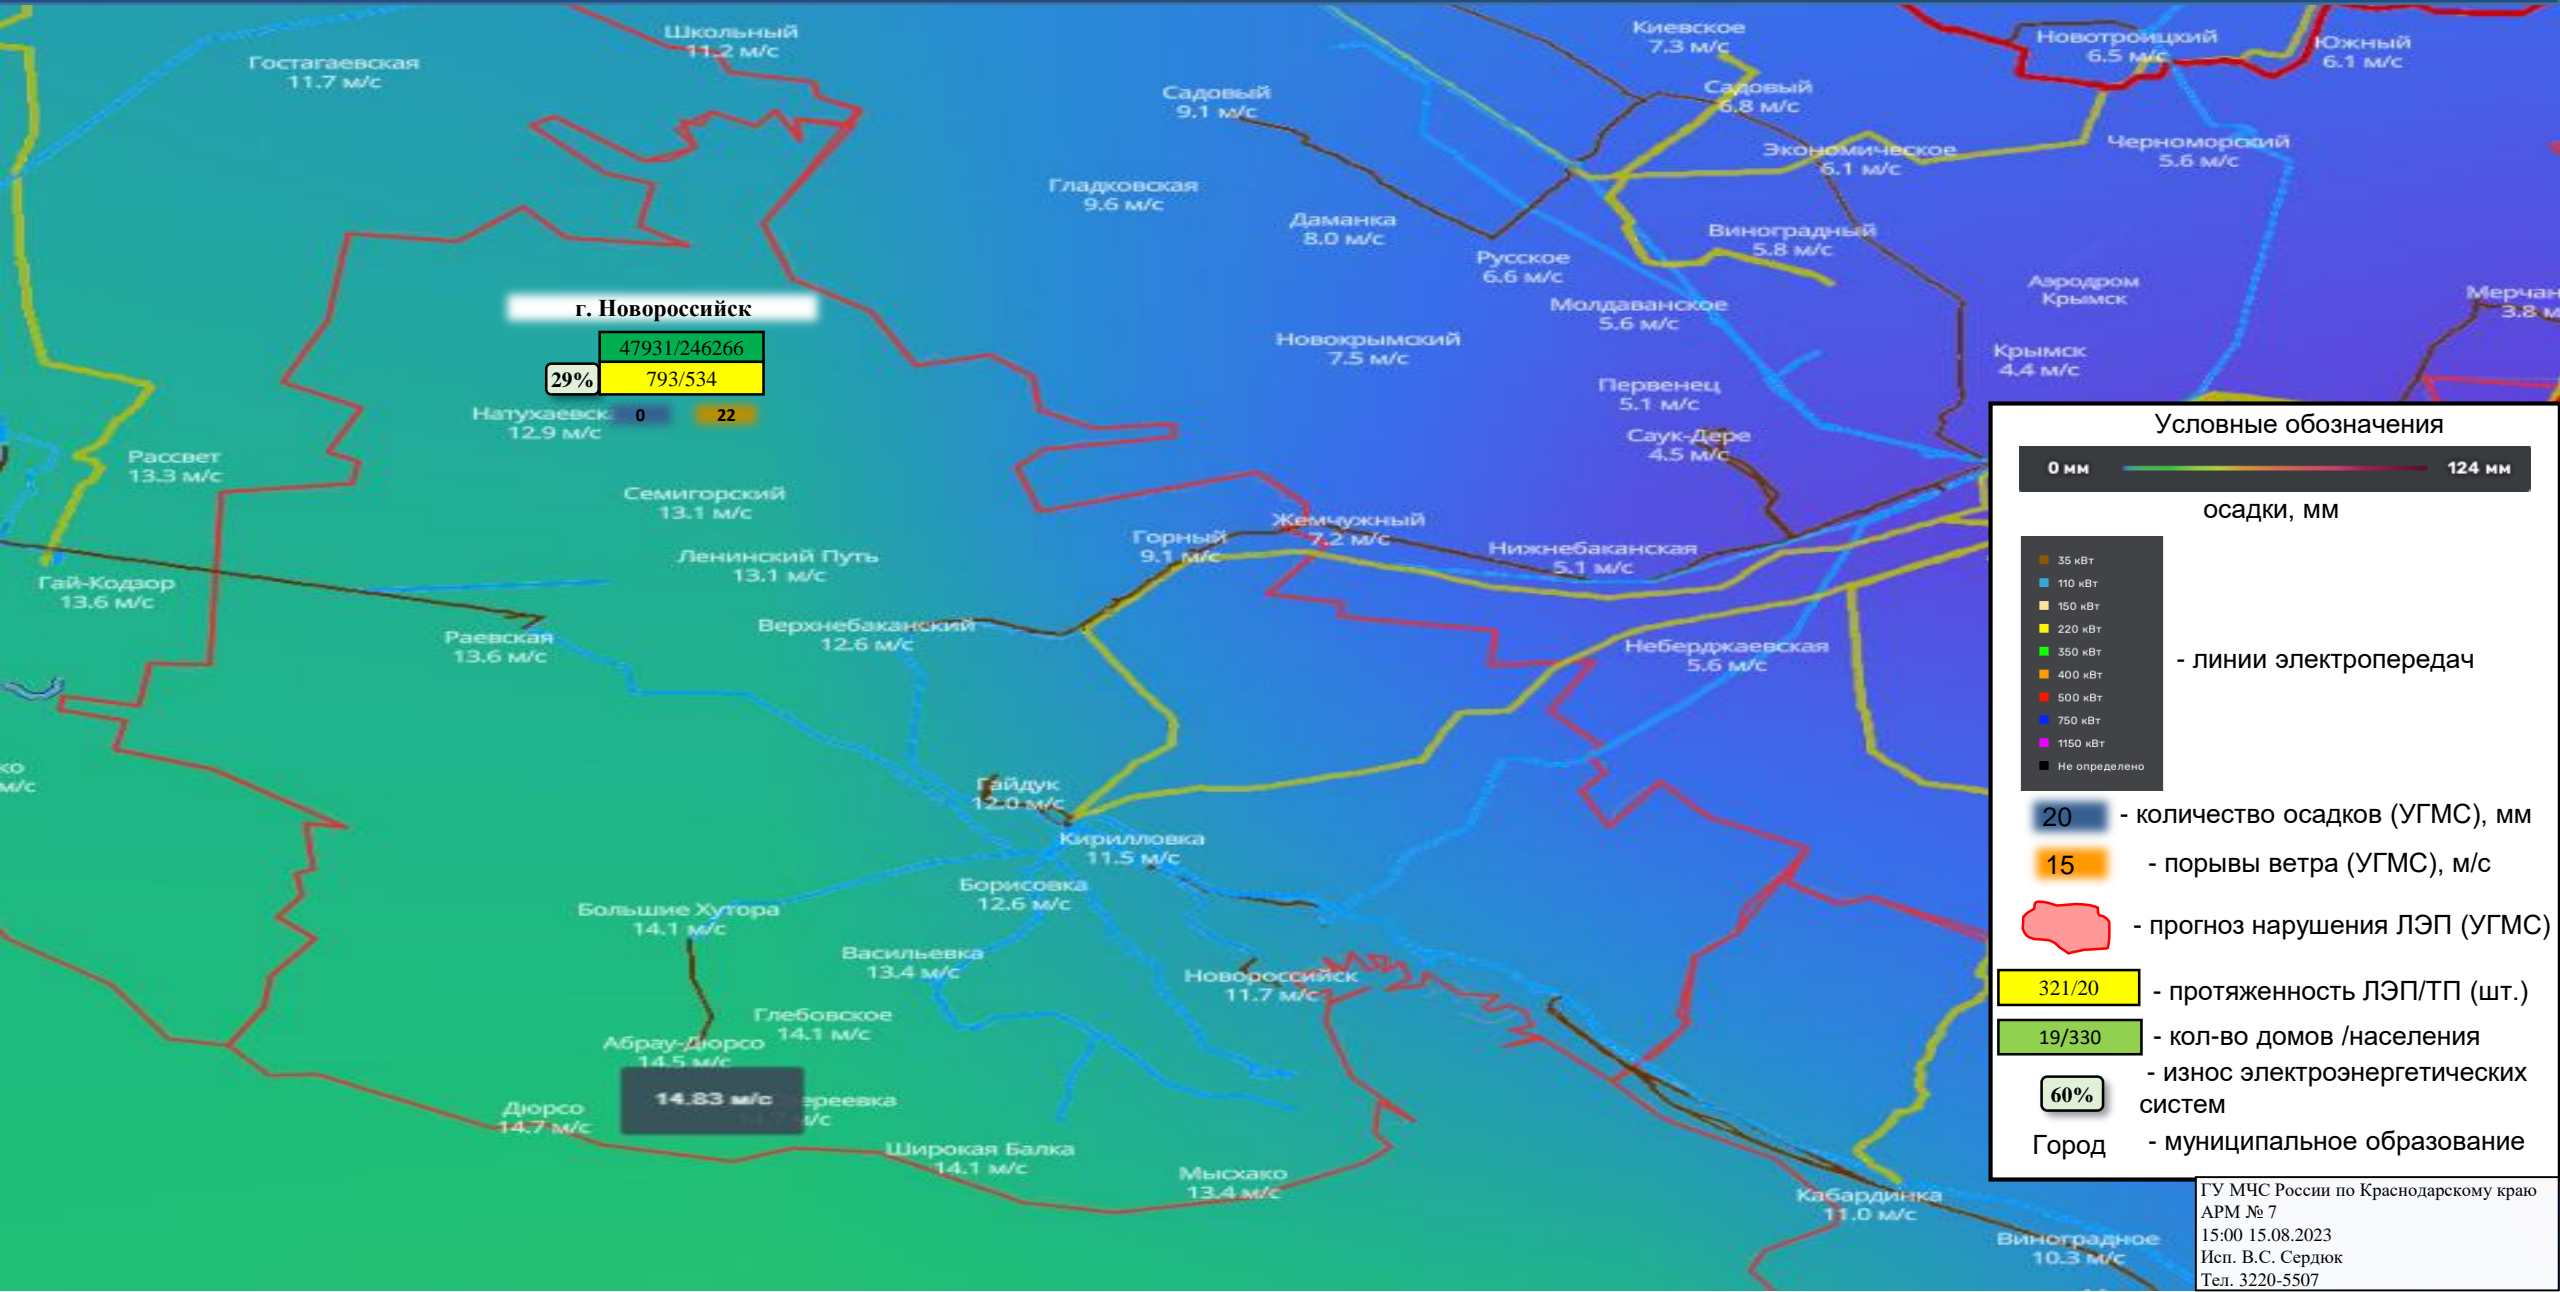 Школьный
11.2 м/с
Гостагаевская
11.7 м/с
Киевское
7.3 м/с
Новотроицкий
6.5 м/с
Южный
6.1 м/с
Садовый
9.1 м/с
Садовый
6.8 м/с
Экономическое
6.1 м/с
Черноморский
5.6 м/с
Гладковская
9.6 м/с
Даманка
8.0 м/с
Виноградный
5.8 м/с
Русское
6.6 м/с
Аэродром
Крымск
Молдаванское
5.6 м/с
Мерчан
3.8 м
г. Новороссийск
47931/246266
29%
793/534
0
22
Натухаевск
12.9 м/с
Новокрымский
7.5 м/с
Крымск
4.4 м/с
Первенец
5.1 м/с
Саук-Дере
4.5 м/с
Рассвет
13.3 м/с
Семигорский
13.1 м/с
Ленинский Путь
13.1 м/с
Горный
9.1 м/с
Жемчужный
7.2 м/с
Нижнебаканская
5.1 м/с
Гай-Кодзор
13.6 м/с
Раевская
13.6 м/с
Верхнебаканский
12.6 м/с
Неберджаевская
5.6 м/с
ко
м/с
Гайдук
12.0 м/с
Кирилловка
11.5 м/с
Борисовка
12.6 м/с
Большие Хутора
14.1 м/с
Васильевка
13.4 м/с
Новороссийск
11.7 м/с
Глебовское
14.1 м/с
Абрау-Дюрсо
14.5 м/с
14.83 м/с
ереевка
м/с
Дюрсо
14.7 м/с
Широкая Балка
14.1 м/с
Мысхако
13.4 м/с
Кабардинка
11.0 м/с
Виноградное
10.3 м/с
Условные обозначения
0 мм
124 мм
осадки, мм
35 кВт
110 кВт
150 кВт
220 кВт
350 кВт
400 кВт
500 кВт
750 кВт
1150 кВт
Не определено
- линии электропередач
20 - количество осадков (УГМС), мм
15 - порывы ветра (УГМС), м/с
- прогноз нарушения ЛЭП (УГМС)
321/20 - протяженность ЛЭП/ТП (шт.)
19/330 - кол-во домов /населения
60% - износ электроэнергетических
систем
Город - муниципальное образование
ГУ МЧС России по Краснодарскому краю
АРМ № 7
15:00 15.08.2023
Исп. В.С. Сердюк
Тел. 3220-5507